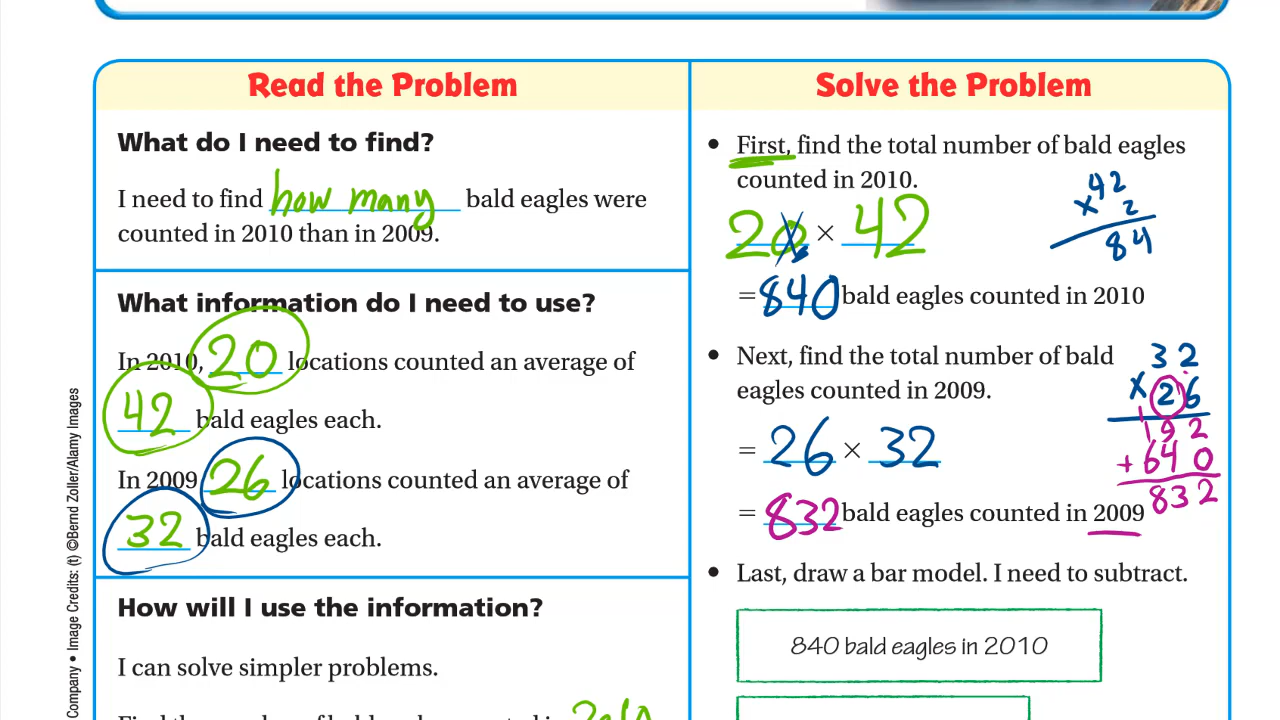 Read the Problem
What do I need to find?
I need to find how many bald eagles were
counted in 2010 than in 2009.
What information do I need to use?
In 2010, 20 locations counted an average of
42 bald eagles each.
In 2009 26 locations counted an average of
32 bald eagles each.
How will I use the information?
I can solve simpler problems.
Company • Image Credits: (t) ©Bernd Zoller/Alamy Images
Solve the Problem
• First, find the total number of bald eagles
counted in 2010.
20 × 42
= 840 bald eagles counted in 2010
42
× 2
84
• Next, find the total number of bald
eagles counted in 2009.
= 26 × 32
= 832 bald eagles counted in 2009
32
× 26
1
192
+ 640
832
• Last, draw a bar model. I need to subtract.
840 bald eagles in 2010